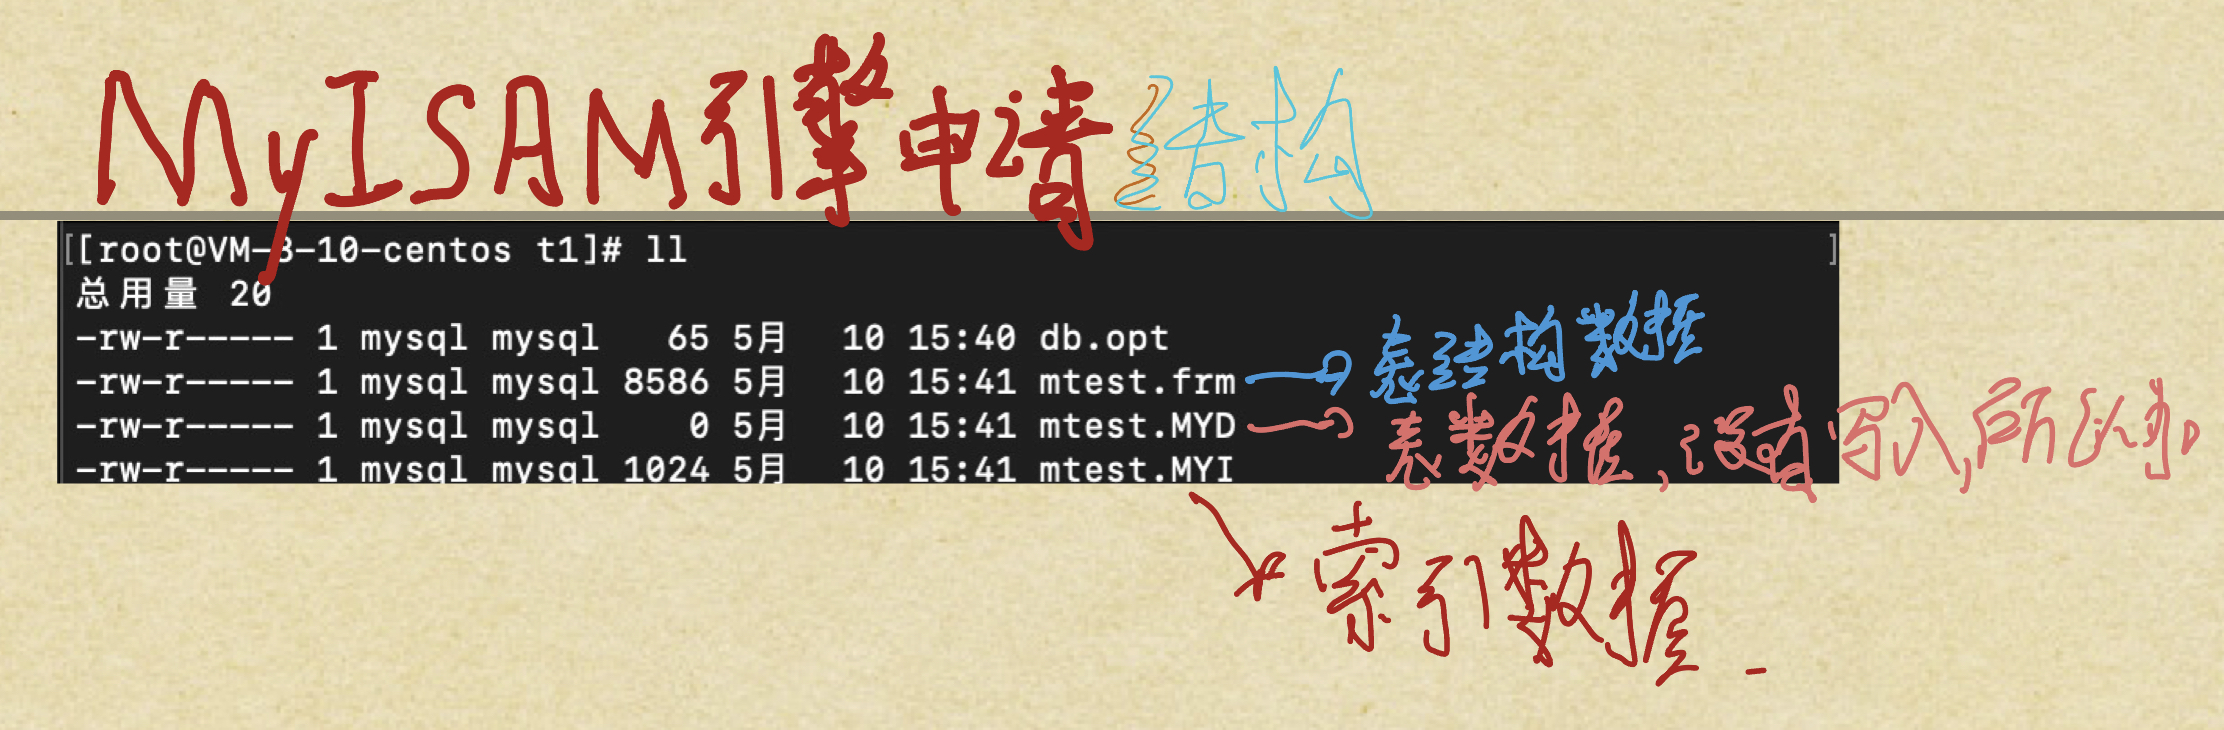 MyISAM引擎申请结构
[[root@VM-8-10-centos t1]# ll ]
总用量 20
-rw-r----- 1 mysql mysql 65 5月 10 15:40 db.opt
-rw-r----- 1 mysql mysql 8586 5月 10 15:41 mtest.frm
表结构数据
-rw-r----- 1 mysql mysql 0 5月 10 15:41 mtest.MYD
表数据,没有写入,所以为0
-rw-r----- 1 mysql mysql 1024 5月 10 15:41 mtest.MYI
索引数据